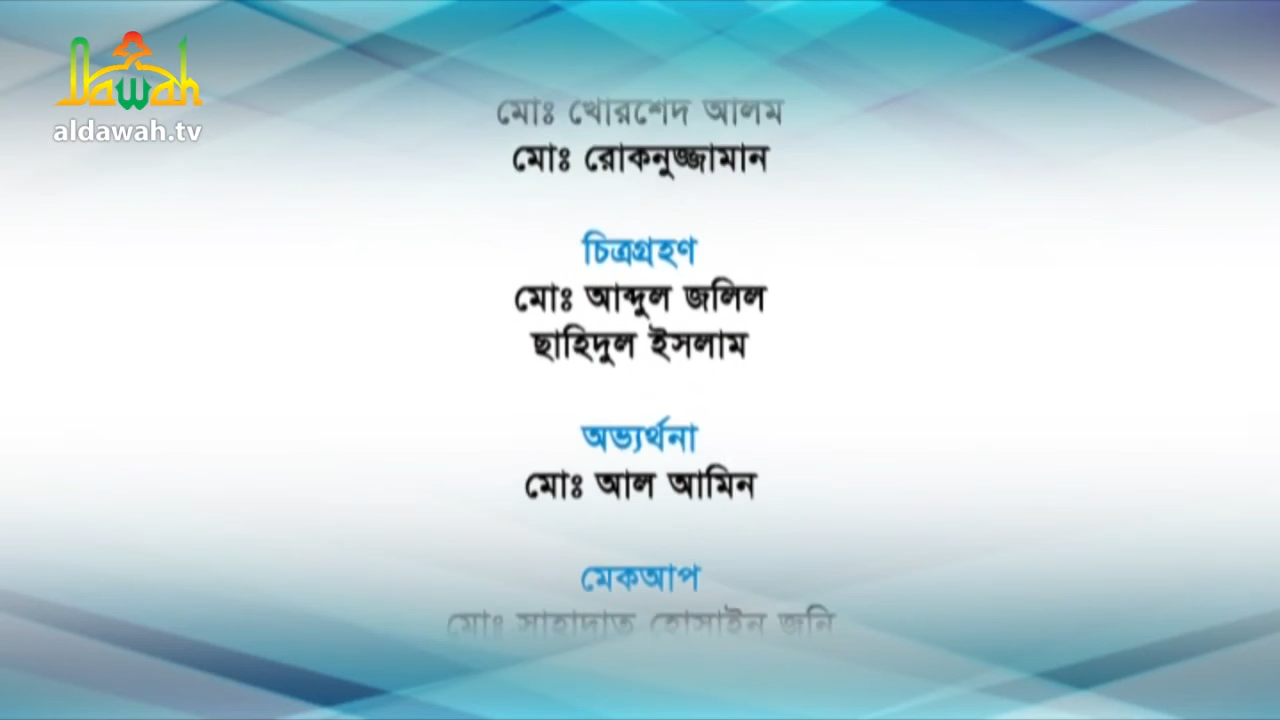 Dawah
aldawah.tv
মোঃ খোরশেদ আলম
মোঃ রোকনুজ্জামান
চিত্রগ্রহণ
মোঃ আব্দুল জলিল
ছাহিদুল ইসলাম
অভ্যর্থনা
মোঃ আল আমিন
মেকআপ
মোঃ সাহাদাত হোসাইন জনি